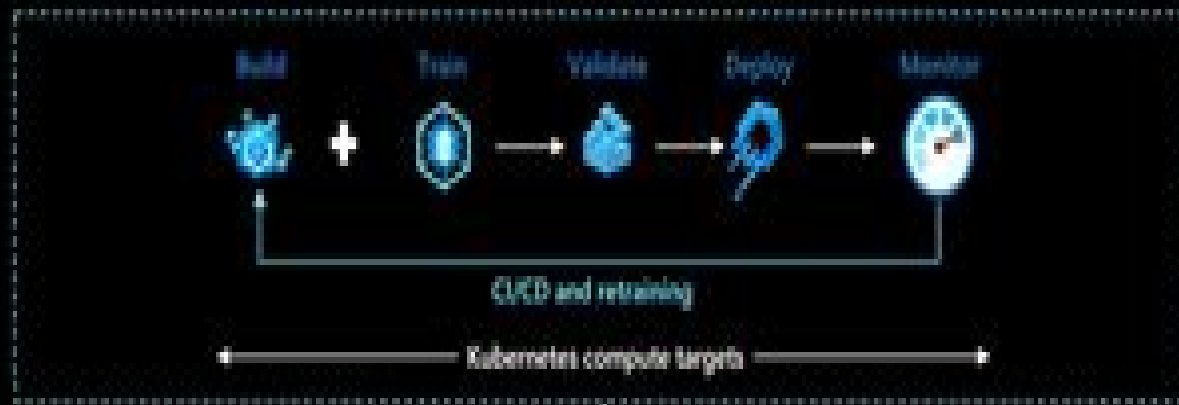 Build Train Validate Deploy Monitor
CI/CD and retraining
Kubernetes compute targets